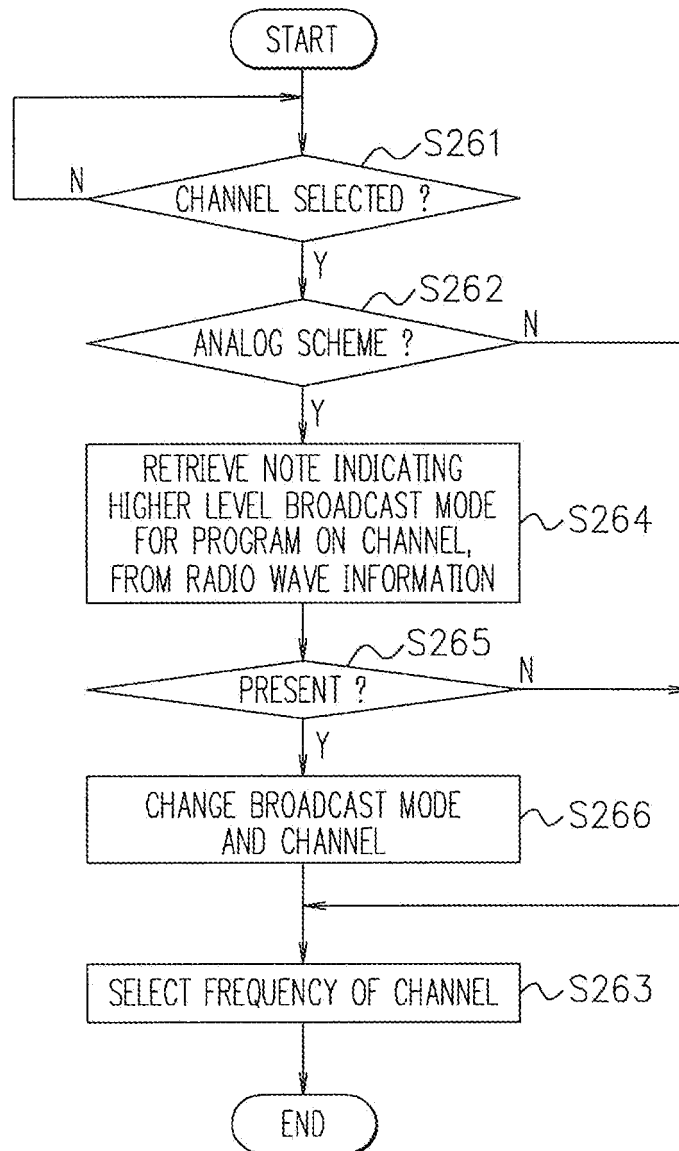 START
S261
N
CHANNEL SELECTED ?
Y
S262
N
ANALOG SCHEME ?
Y
RETRIEVE NOTE INDICATING
HIGHER LEVEL BROADCAST MODE
FOR PROGRAM ON CHANNEL,
FROM RADIO WAVE INFORMATION
S264
S265
N
PRESENT ?
Y
CHANGE BROADCAST MODE
AND CHANNEL
S266
SELECT FREQUENCY OF CHANNEL
S263
END